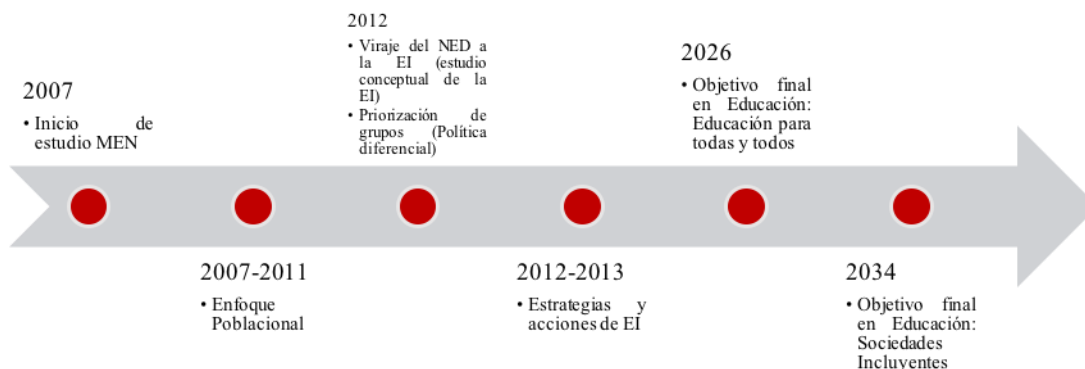 2007
• Inicio de
estudio MEN
2007-2011
• Enfoque
Poblacional
2012
• Viraje del NED a
la EI (estudio
conceptual de la
EI)
• Priorización de
grupos (Política
diferencial)
2012-2013
• Estrategias y
acciones de EI
2026
• Objetivo final
en Educación:
Educación para
todas y todos
2034
• Objetivo final
en Educación:
Sociedades
Incluyentes